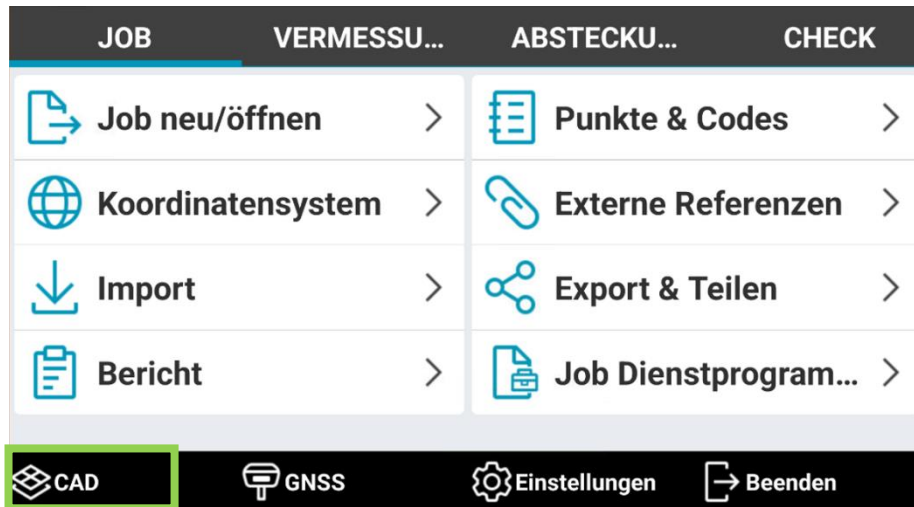 JOB VERMESSU... ABSTECKU... CHECK
Job neu/öffnen Punkte & Codes
Koordinatensystem Externe Referenzen
Import Export & Teilen
Bericht Job Dienstprogram...
CAD GNSS Einstellungen Beenden